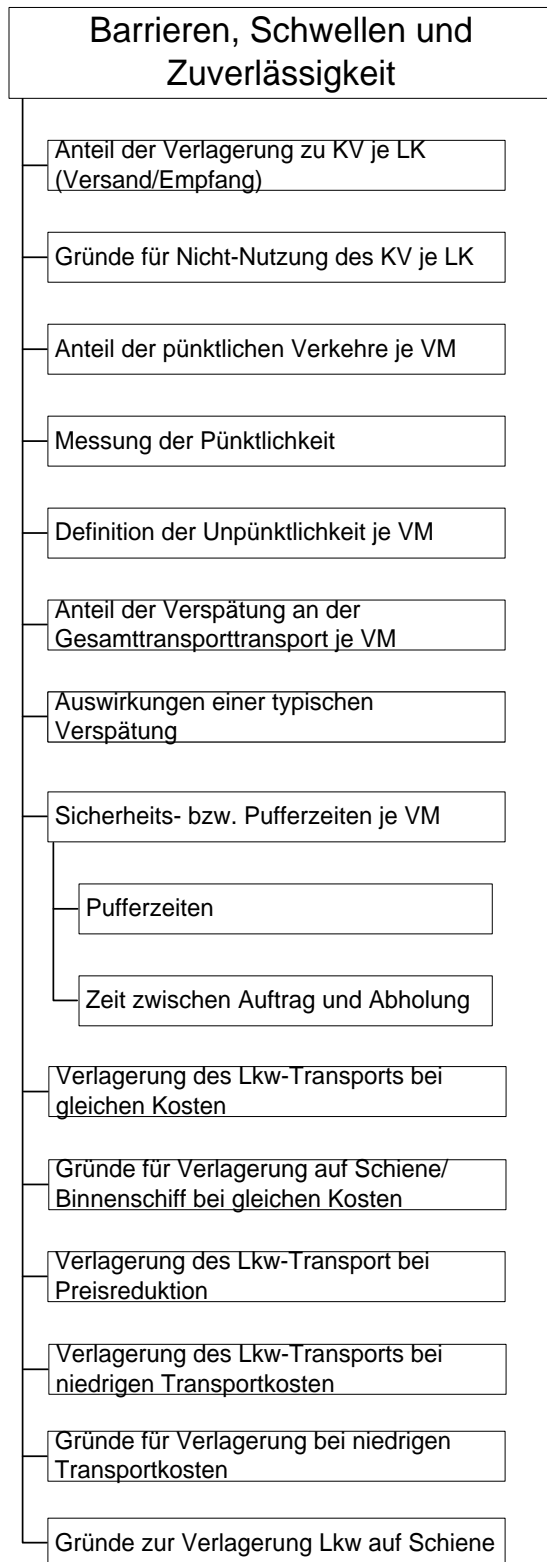 Barrieren, Schwellen und
Zuverlässigkeit
Anteil der Verlagerung zu KV je LK
(Versand/Empfang)
Gründe für Nicht-Nutzung des KV je LK
Anteil der pünktlichen Verkehre je VM
Messung der Pünktlichkeit
Definition der Unpünktlichkeit je VM
Anteil der Verspätung an der
Gesamttransporttransport je VM
Auswirkungen einer typischen
Verspätung
Sicherheits- bzw. Pufferzeiten je VM
Pufferzeiten
Zeit zwischen Auftrag und Abholung
Verlagerung des Lkw-Transports bei
gleichen Kosten
Gründe für Verlagerung auf Schiene/
Binnenschiff bei gleichen Kosten
Verlagerung des Lkw-Transport bei
Preisreduktion
Verlagerung des Lkw-Transports bei
niedrigen Transportkosten
Gründe für Verlagerung bei niedrigen
Transportkosten
Gründe zur Verlagerung Lkw auf Schiene